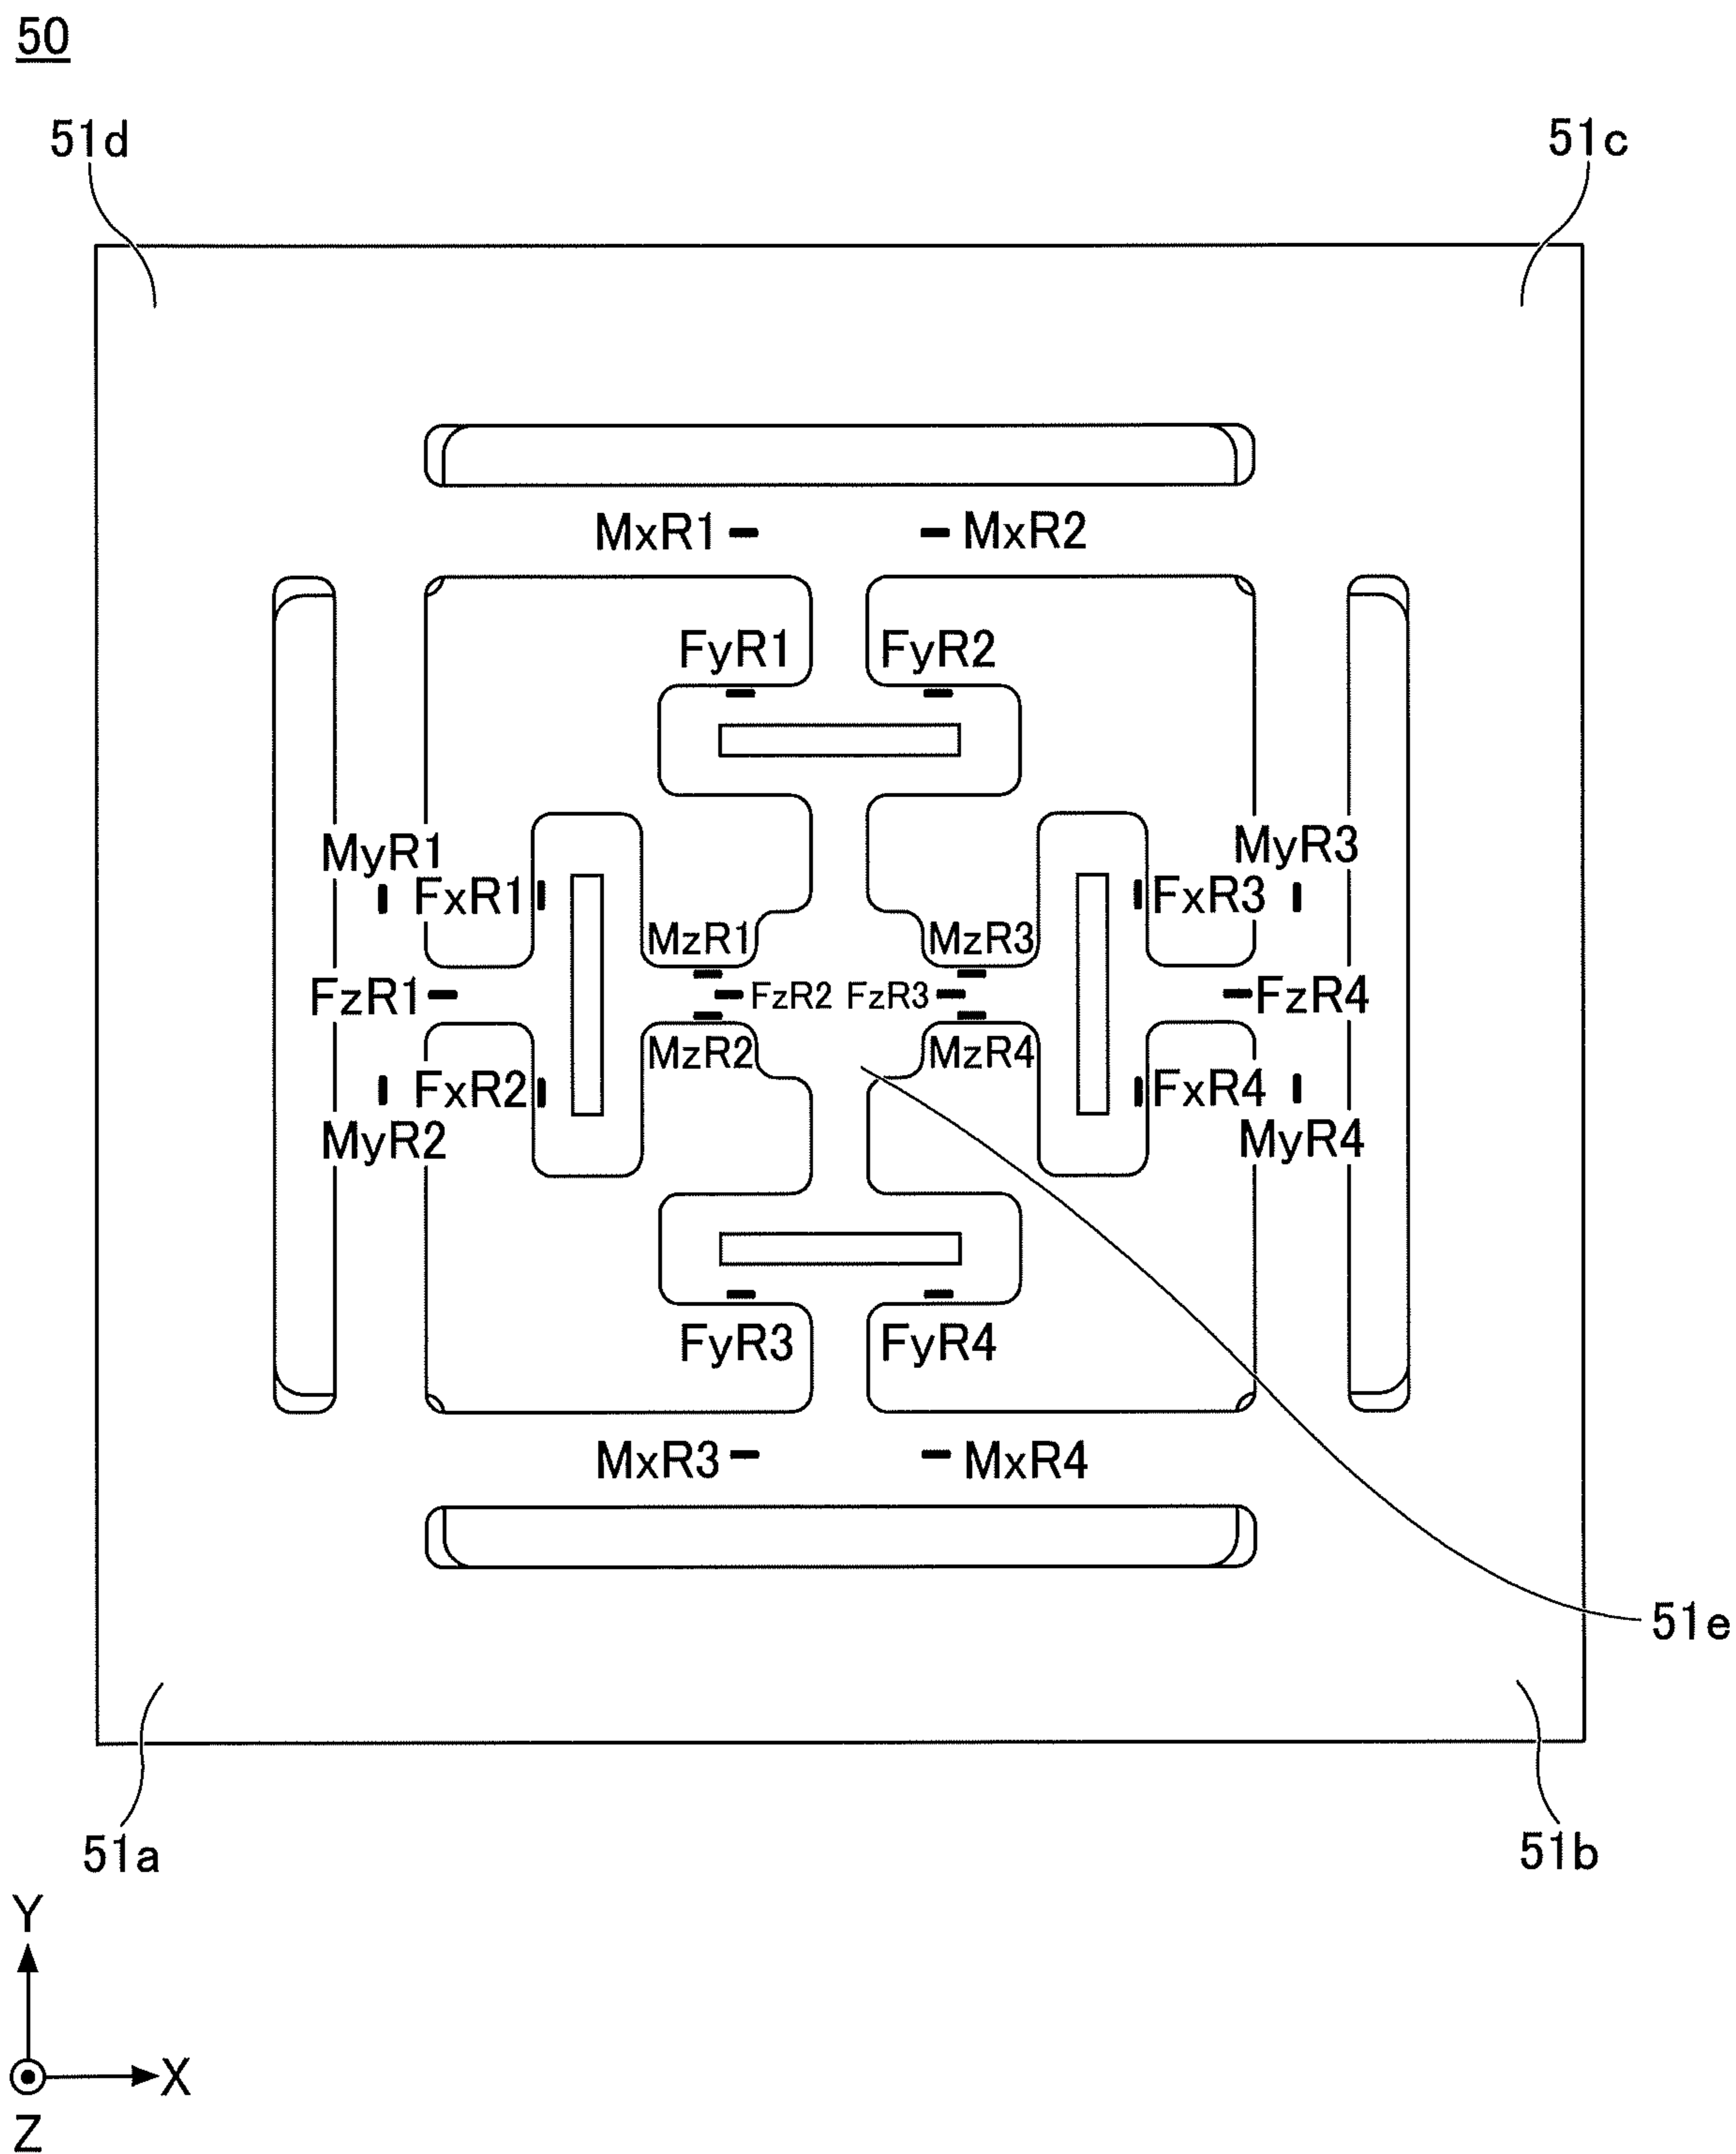 50
51d 51c
MxR1 MxR2
FyR1 FyR2
MyR1 MyR3
FxR1 FxR3
MzR1 MzR3
FzR1 FzR2 FzR3 FzR4
MzR2 MzR4
FxR2 FxR4
MyR2 MyR4
FyR3 FyR4
MxR3 MxR4
51e
51a 51b
Y
X
Z